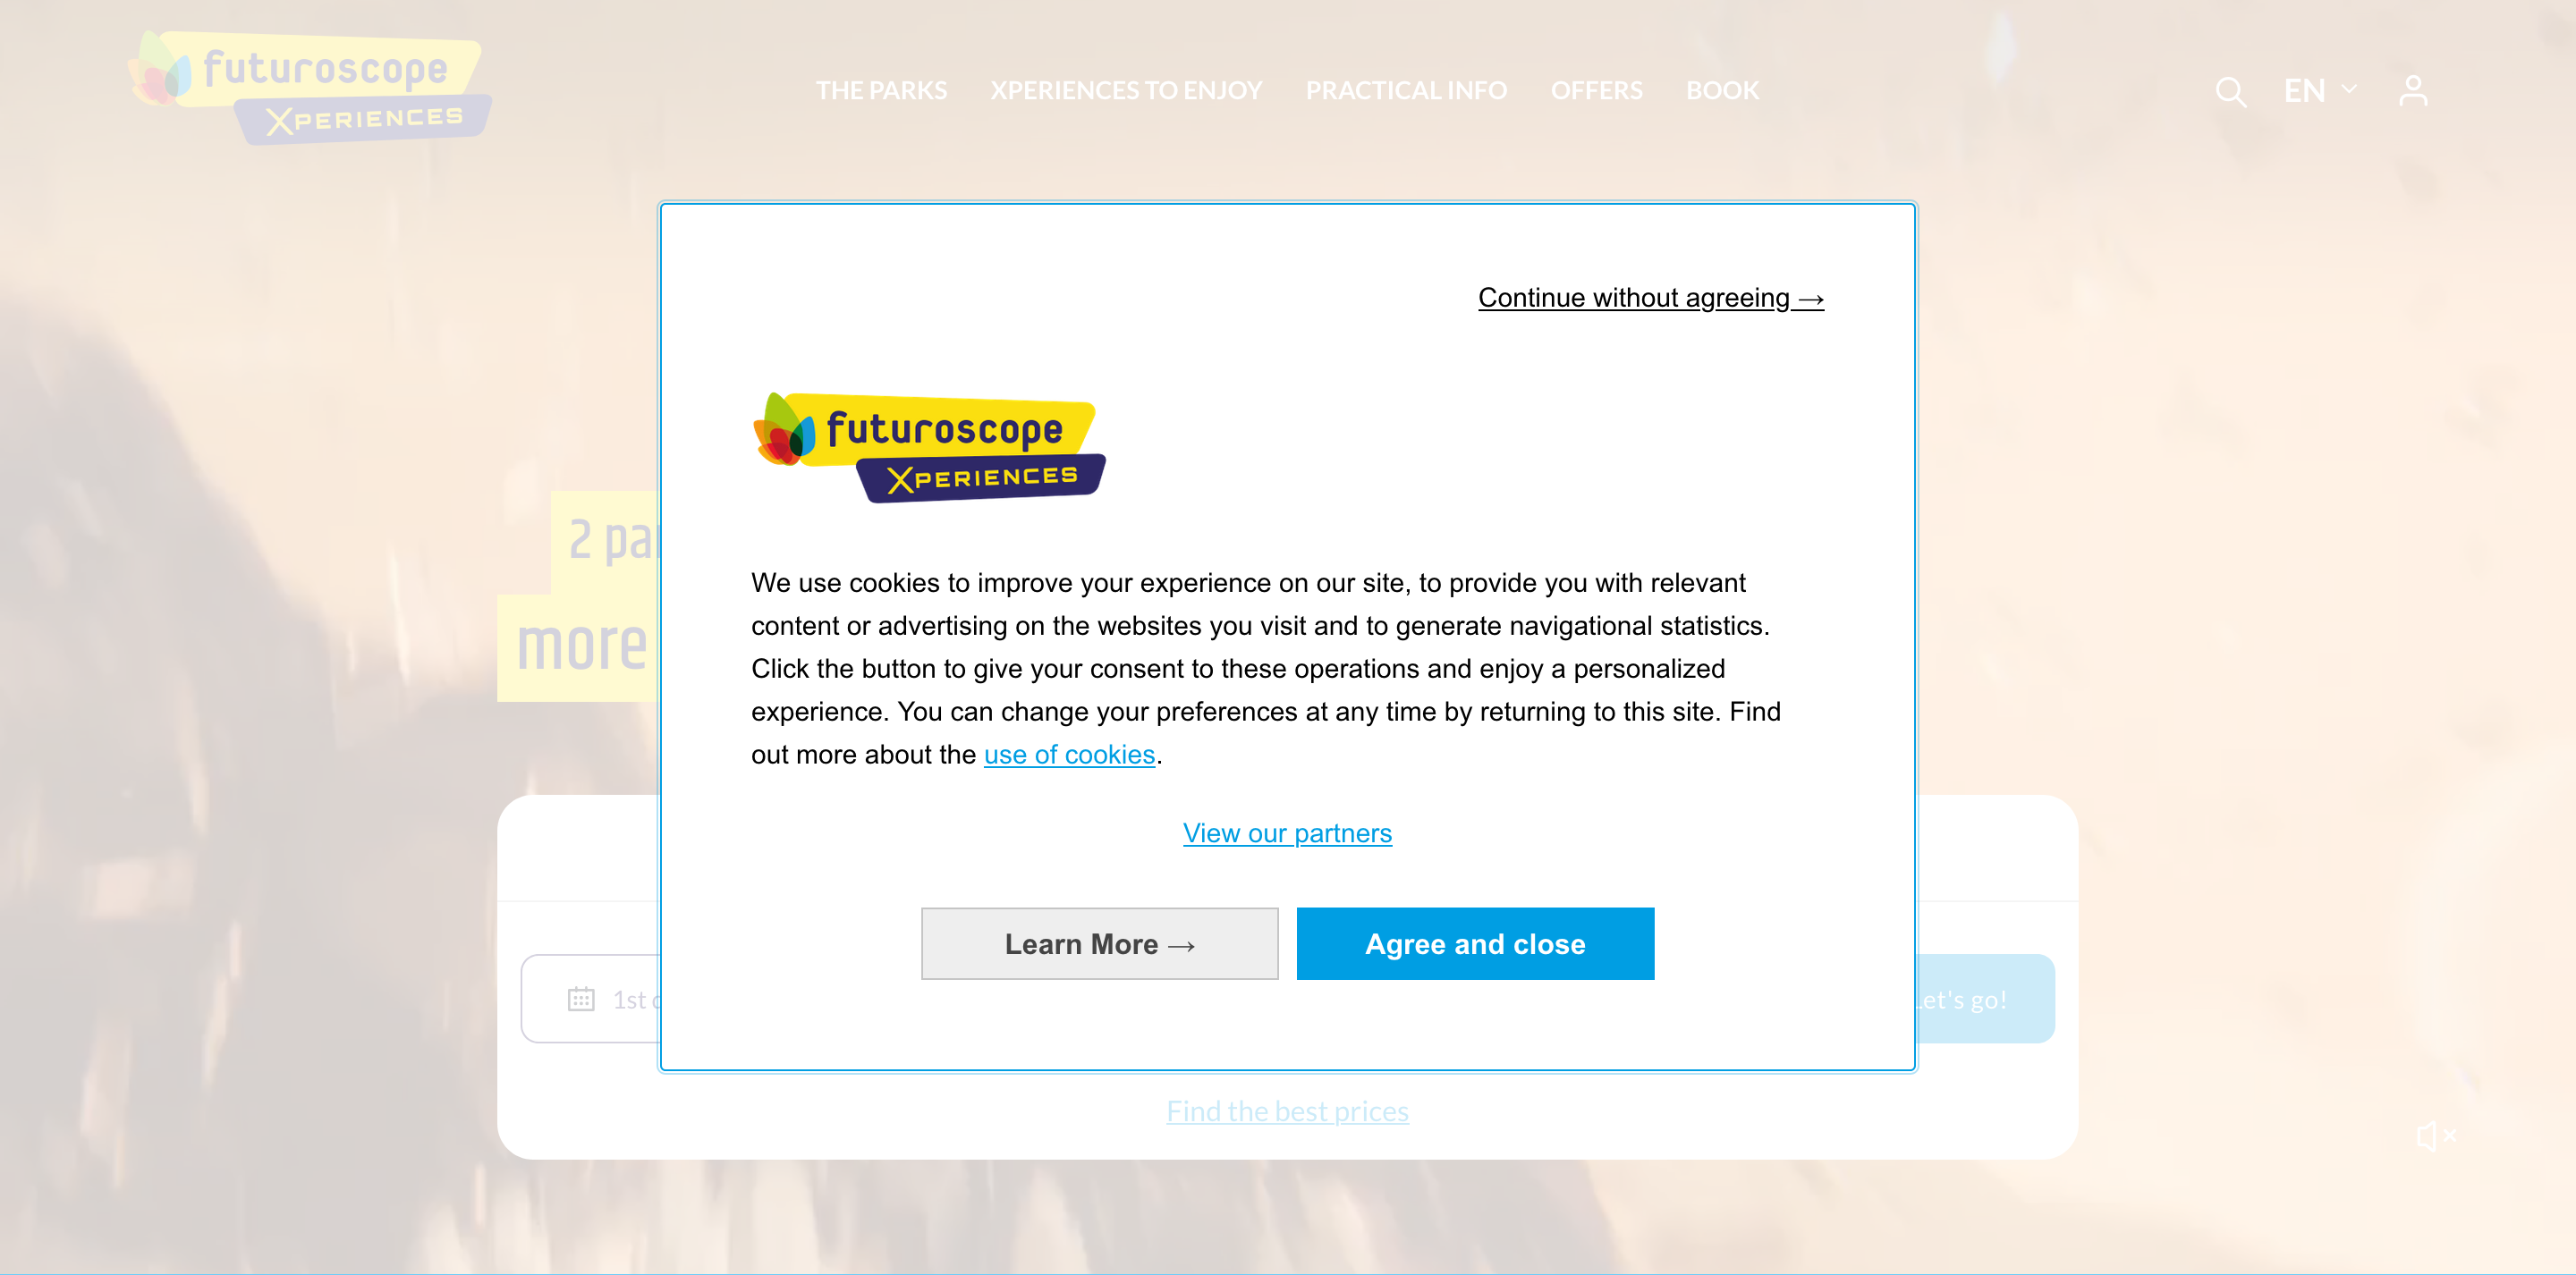 futuroscope
XPERIENCES
THE PARKS
XPERIENCES TO ENJOY
PRACTICAL INFO
OFFERS
BOOK
EN
Continue without agreeing →
futuroscope
XPERIENCES
2
more
We use cookies to improve your experience on our site, to provide you with relevant
content or advertising on the websites you visit and to generate navigational statistics.
Click the button to give your consent to these operations and enjoy a personalized
experience. You can change your preferences at any time by returning to this site. Find
out more about the use of cookies.
View our partners
Learn More →
Agree and close
1st
Let's go!
Find the best prices